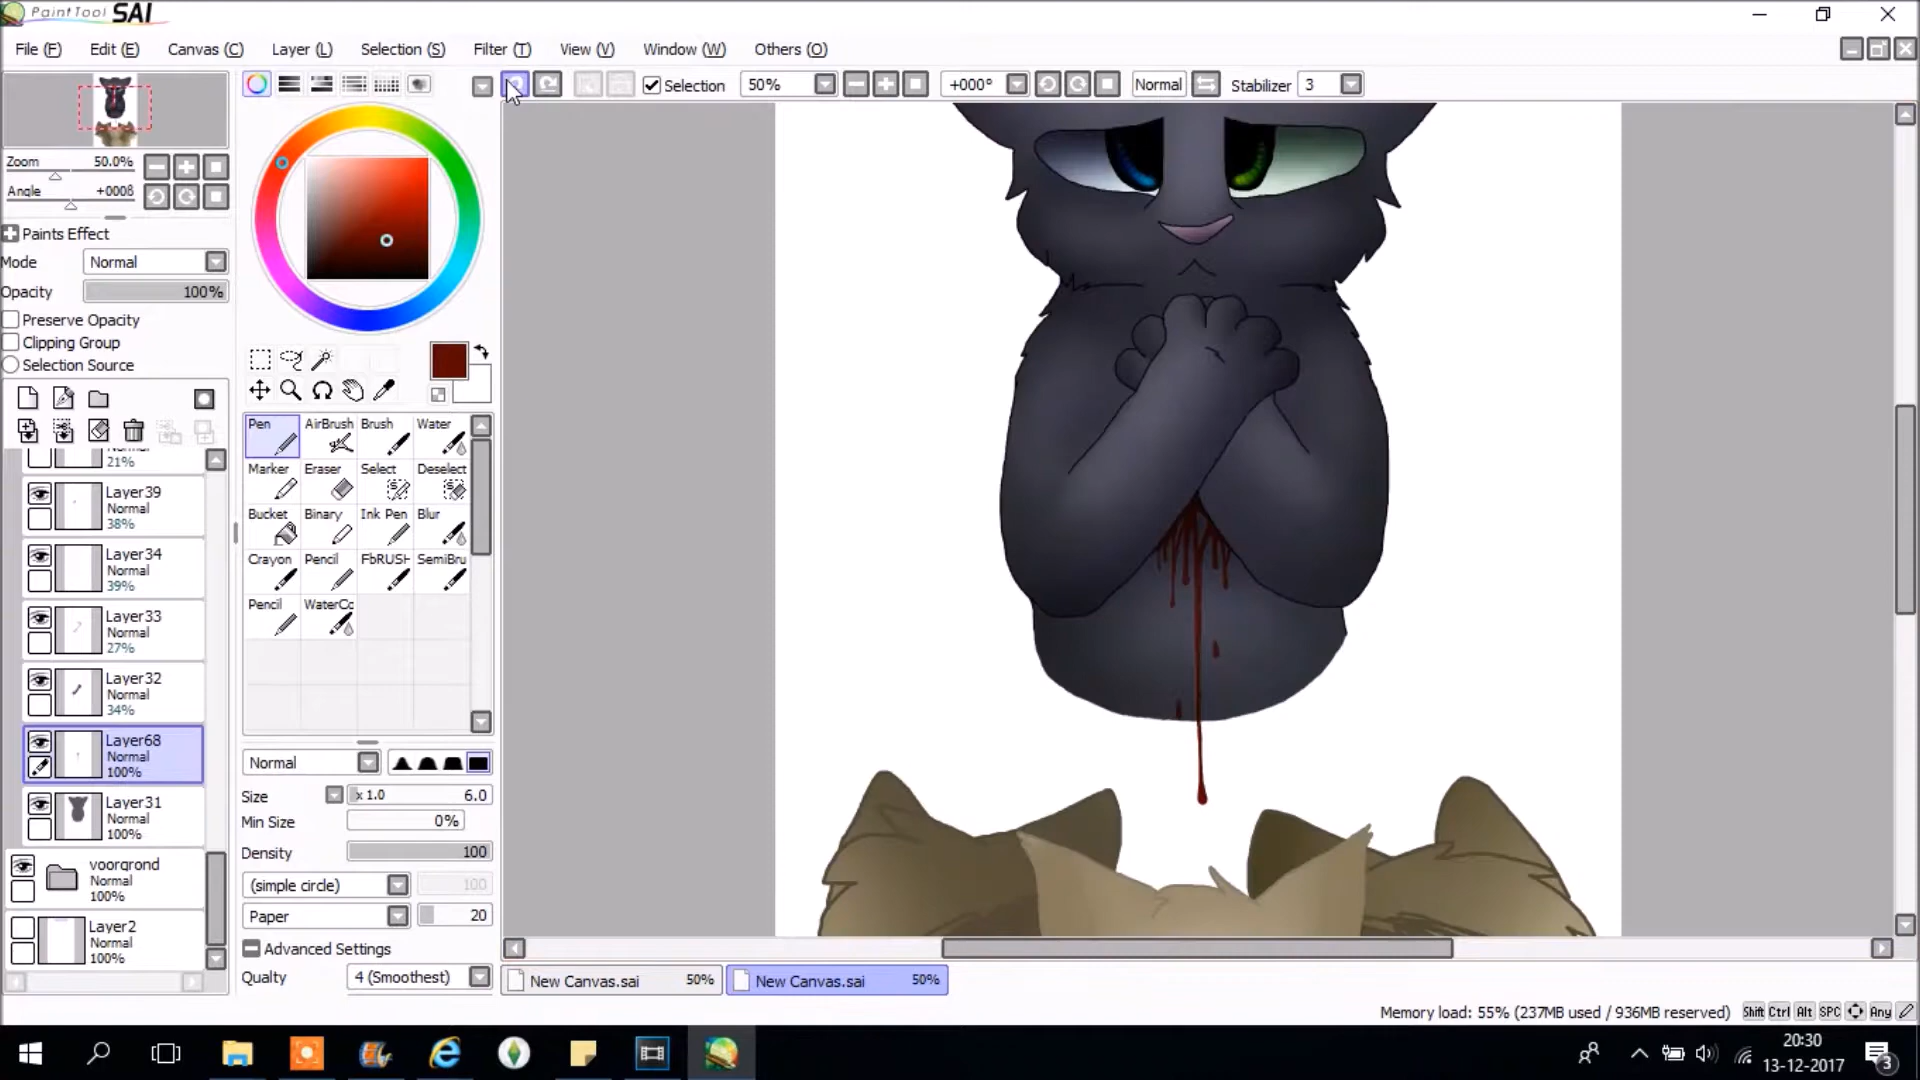 PaintTool SAI
File (F) Edit (E) Canvas (C) Layer (L) Selection (S) Filter (T) View (V) Window (W) Others (O)
Selection 50% +000° Normal Stabilizer 3
Zoom 50.0%
Angle +000ß
Paints Effect
Mode Normal
Opacity 100%
Preserve Opacity
Clipping Group
Selection Source
21%
Layer39
Normal
38%
Layer34
Normal
39%
Layer33
Normal
27%
Layer32
Normal
34%
Layer68
Normal
100%
Layer31
Normal
100%
voorgrond
Normal
100%
Layer2
Normal
100%
Pen AirBrush Brush Water
Marker Eraser Select Deselect
Bucket Binary Ink Pen Blur
Crayon Pencil FbRUSH SemiBru
Pencil WaterCo
Normal
Size x 1.0 6.0
Min Size 0%
Density 100
(simple circle) 100
Paper 20
Advanced Settings
Qualty 4 (Smoothest)
New Canvas.sai 50% New Canvas.sai 50%
Memory load: 55% (237MB used / 936MB reserved) Shift Ctrl Alt SPC Any
20:30
13-12-2017
3